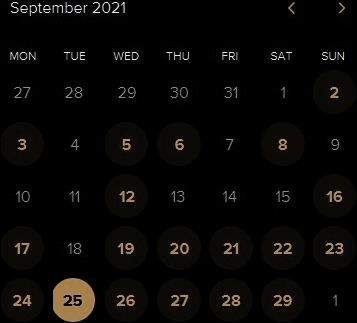 September 2021
MON TUE WED THU FRI SAT SUN
27 28 29 30 31 1 2
3 4 5 6 7 8 9
10 11 12 13 14 15 16
17 18 19 20 21 22 23
24 25 26 27 28 29 1